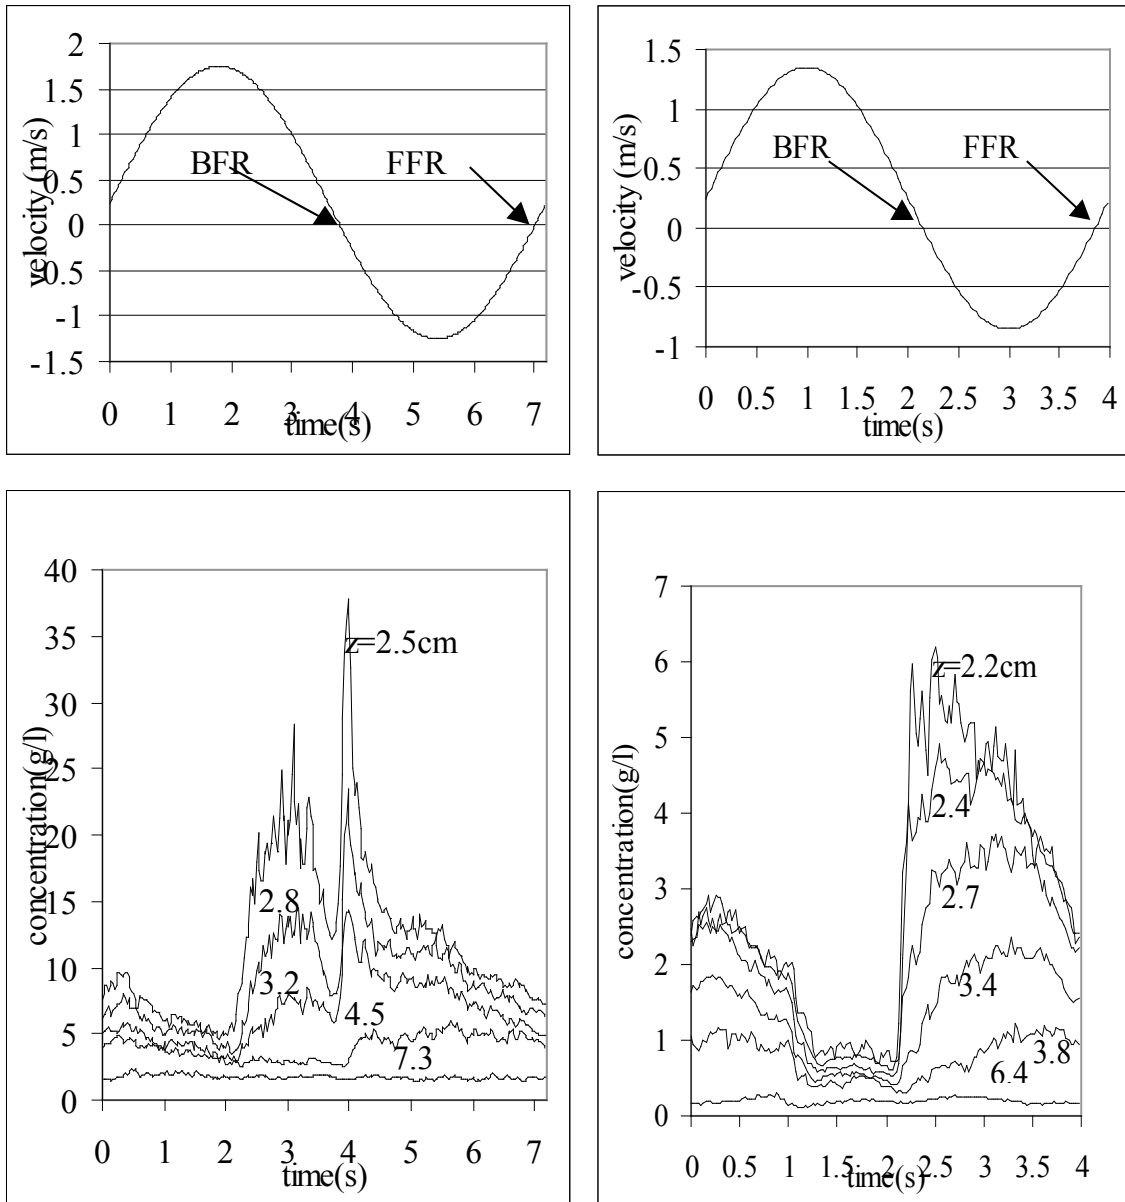 2
1.5
1
0.5
0
-0.5
-1
-1.5
velocity (m/s)
BFR
FFR
0 1 2 3 4 5 6 7
time(s)
1.5
1
0.5
0
-0.5
-1
velocity (m/s)
BFR
FFR
0 0.5 1 1.5 2 2.5 3 3.5 4
time(s)
40
35
30
25
20
15
10
5
0
concentration(g/l)
z=2.5cm
2.8
3.2
4.5
7.3
0 1 2 3 4 5 6 7
time(s)
7
6
5
4
3
2
1
0
concentration(g/l)
z=2.2cm
2.4
2.7
3.4
3.8
6.4
0 0.5 1 1.5 2 2.5 3 3.5 4
time(s)